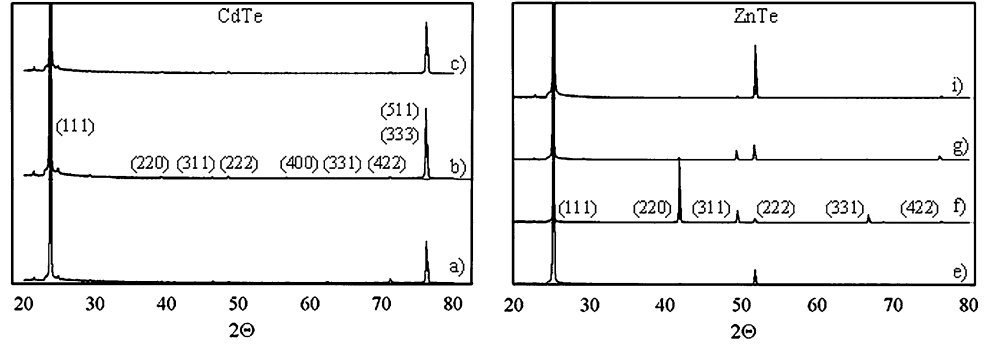 CdTe
c)
(511)
(111)
(333)
(220) (311) (222) (400) (331) (422) b)
a)
20 30 40 50 60 70 80
2Θ
ZnTe
i)
g)
(111) (220) (311) (222) (331) (422) f)
e)
20 30 40 50 60 70 80
2Θ